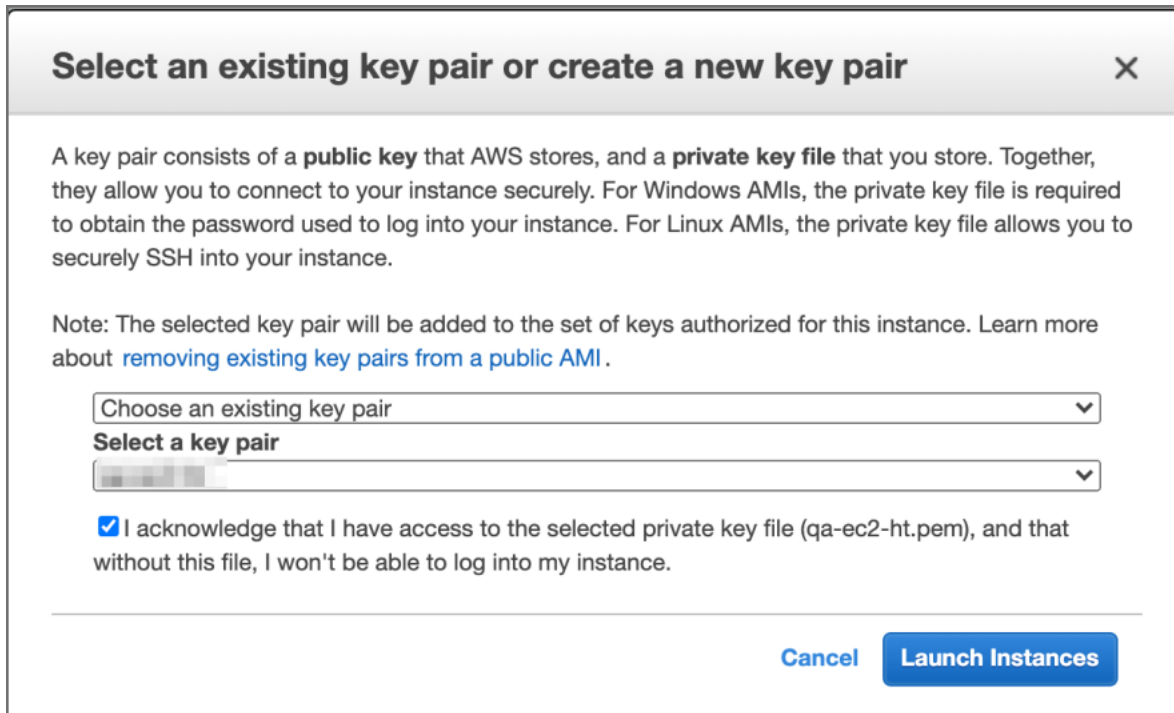 Select an existing key pair or create a new key pair
A key pair consists of a public key that AWS stores, and a private key file that you store. Together,
they allow you to connect to your instance securely. For Windows AMIs, the private key file is required
to obtain the password used to log into your instance. For Linux AMIs, the private key file allows you to
securely SSH into your instance.
Note: The selected key pair will be added to the set of keys authorized for this instance. Learn more
about removing existing key pairs from a public AMI.
Choose an existing key pair
Select a key pair
I acknowledge that I have access to the selected private key file (qa-ec2-ht.pem), and that
without this file, I won't be able to log into my instance.
Cancel Launch Instances